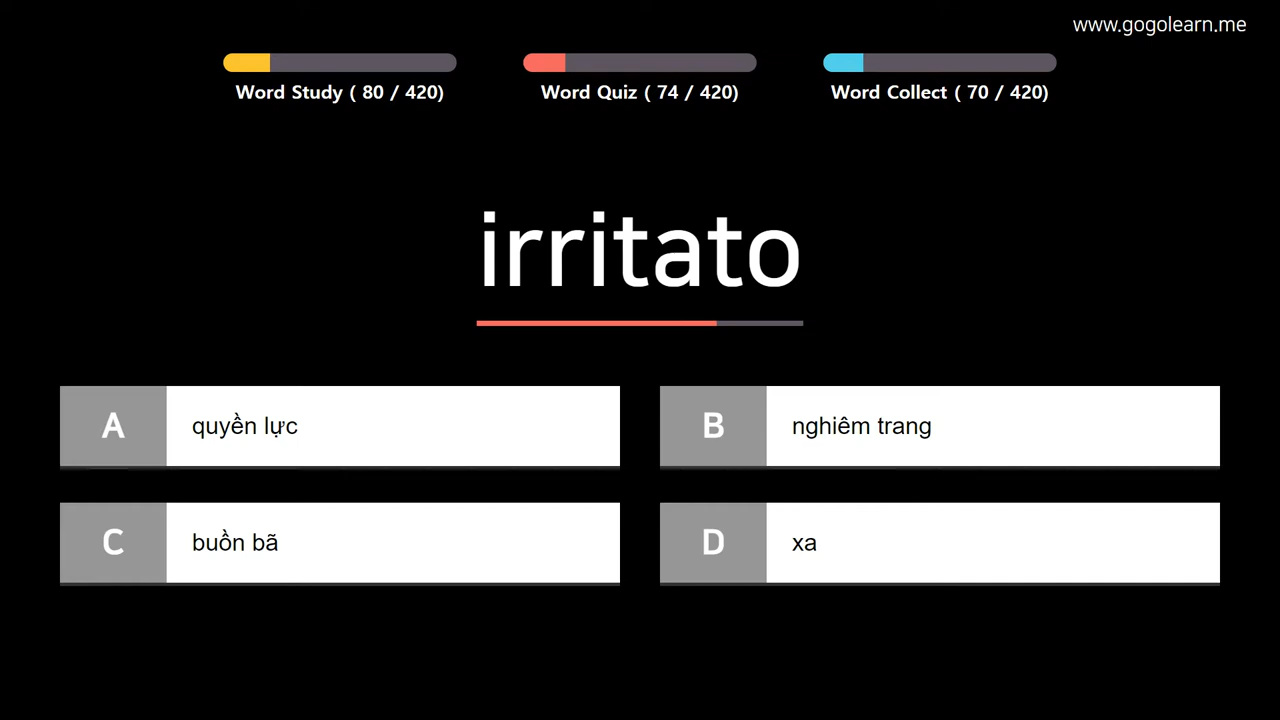 www.gogolearn.me
Word Study ( 80 / 420)
Word Quiz ( 74 / 420)
Word Collect ( 70 / 420)
irritato
A quyền lực
B nghiêm trang
C buồn bã
D xa